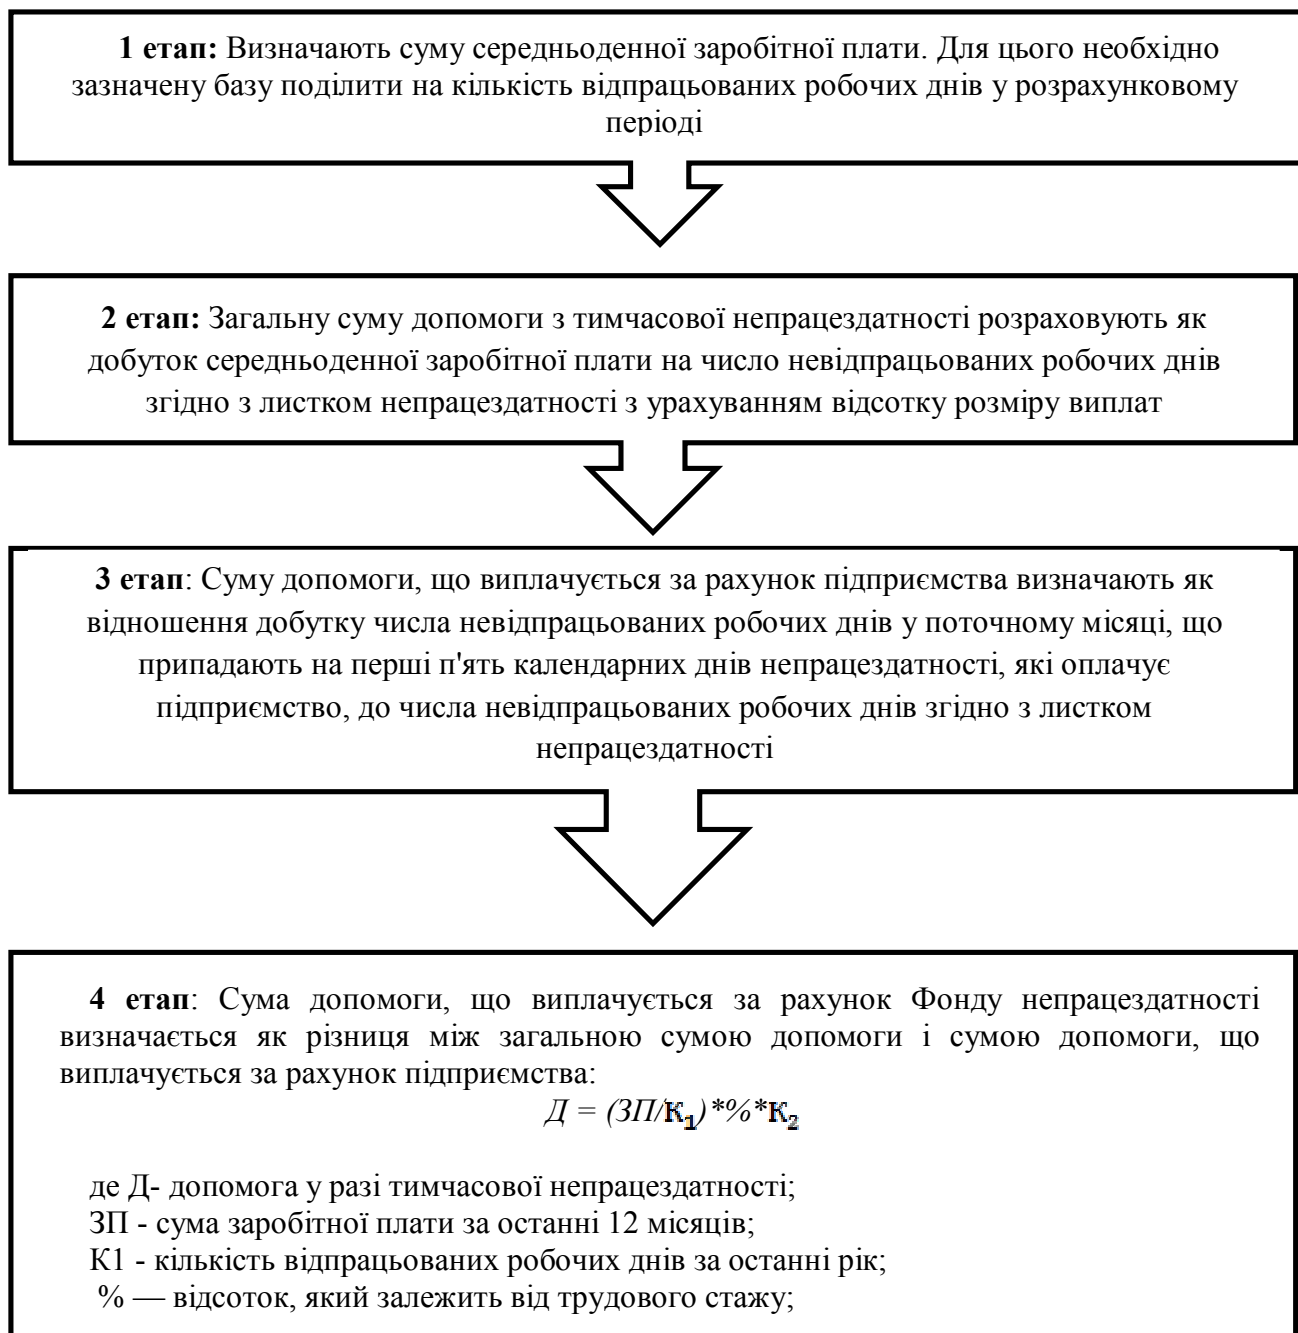 1 етап: Визначають суму середньоденної заробітної плати. Для цього необхідно
зазначену базу поділити на кількість відпрацьованих робочих днів у розрахунковому
періоді
2 етап: Загальну суму допомоги з тимчасової непрацездатності розраховують як
добуток середньоденної заробітної плати на число невідпрацьованих робочих днів
згідно з листком непрацездатності з урахуванням відсотку розміру виплат
3 етап: Суму допомоги, що виплачується за рахунок підприємства визначають як
відношення добутку числа невідпрацьованих робочих днів у поточному місяці, що
припадають на перші п'ять календарних днів непрацездатності, які оплачує
підприємство, до числа невідпрацьованих робочих днів згідно з листком
непрацездатності
4 етап: Сума допомоги, що виплачується за рахунок Фонду непрацездатності
визначається як різниця між загальною сумою допомоги і сумою допомоги, що
виплачується за рахунок підприємства:
Д = (ЗП/К₁)*%*К₂
де Д- допомога у разі тимчасової непрацездатності;
ЗП - сума заробітної плати за останні 12 місяців;
К1 - кількість відпрацьованих робочих днів за останні рік;
% — відсоток, який залежить від трудового стажу;